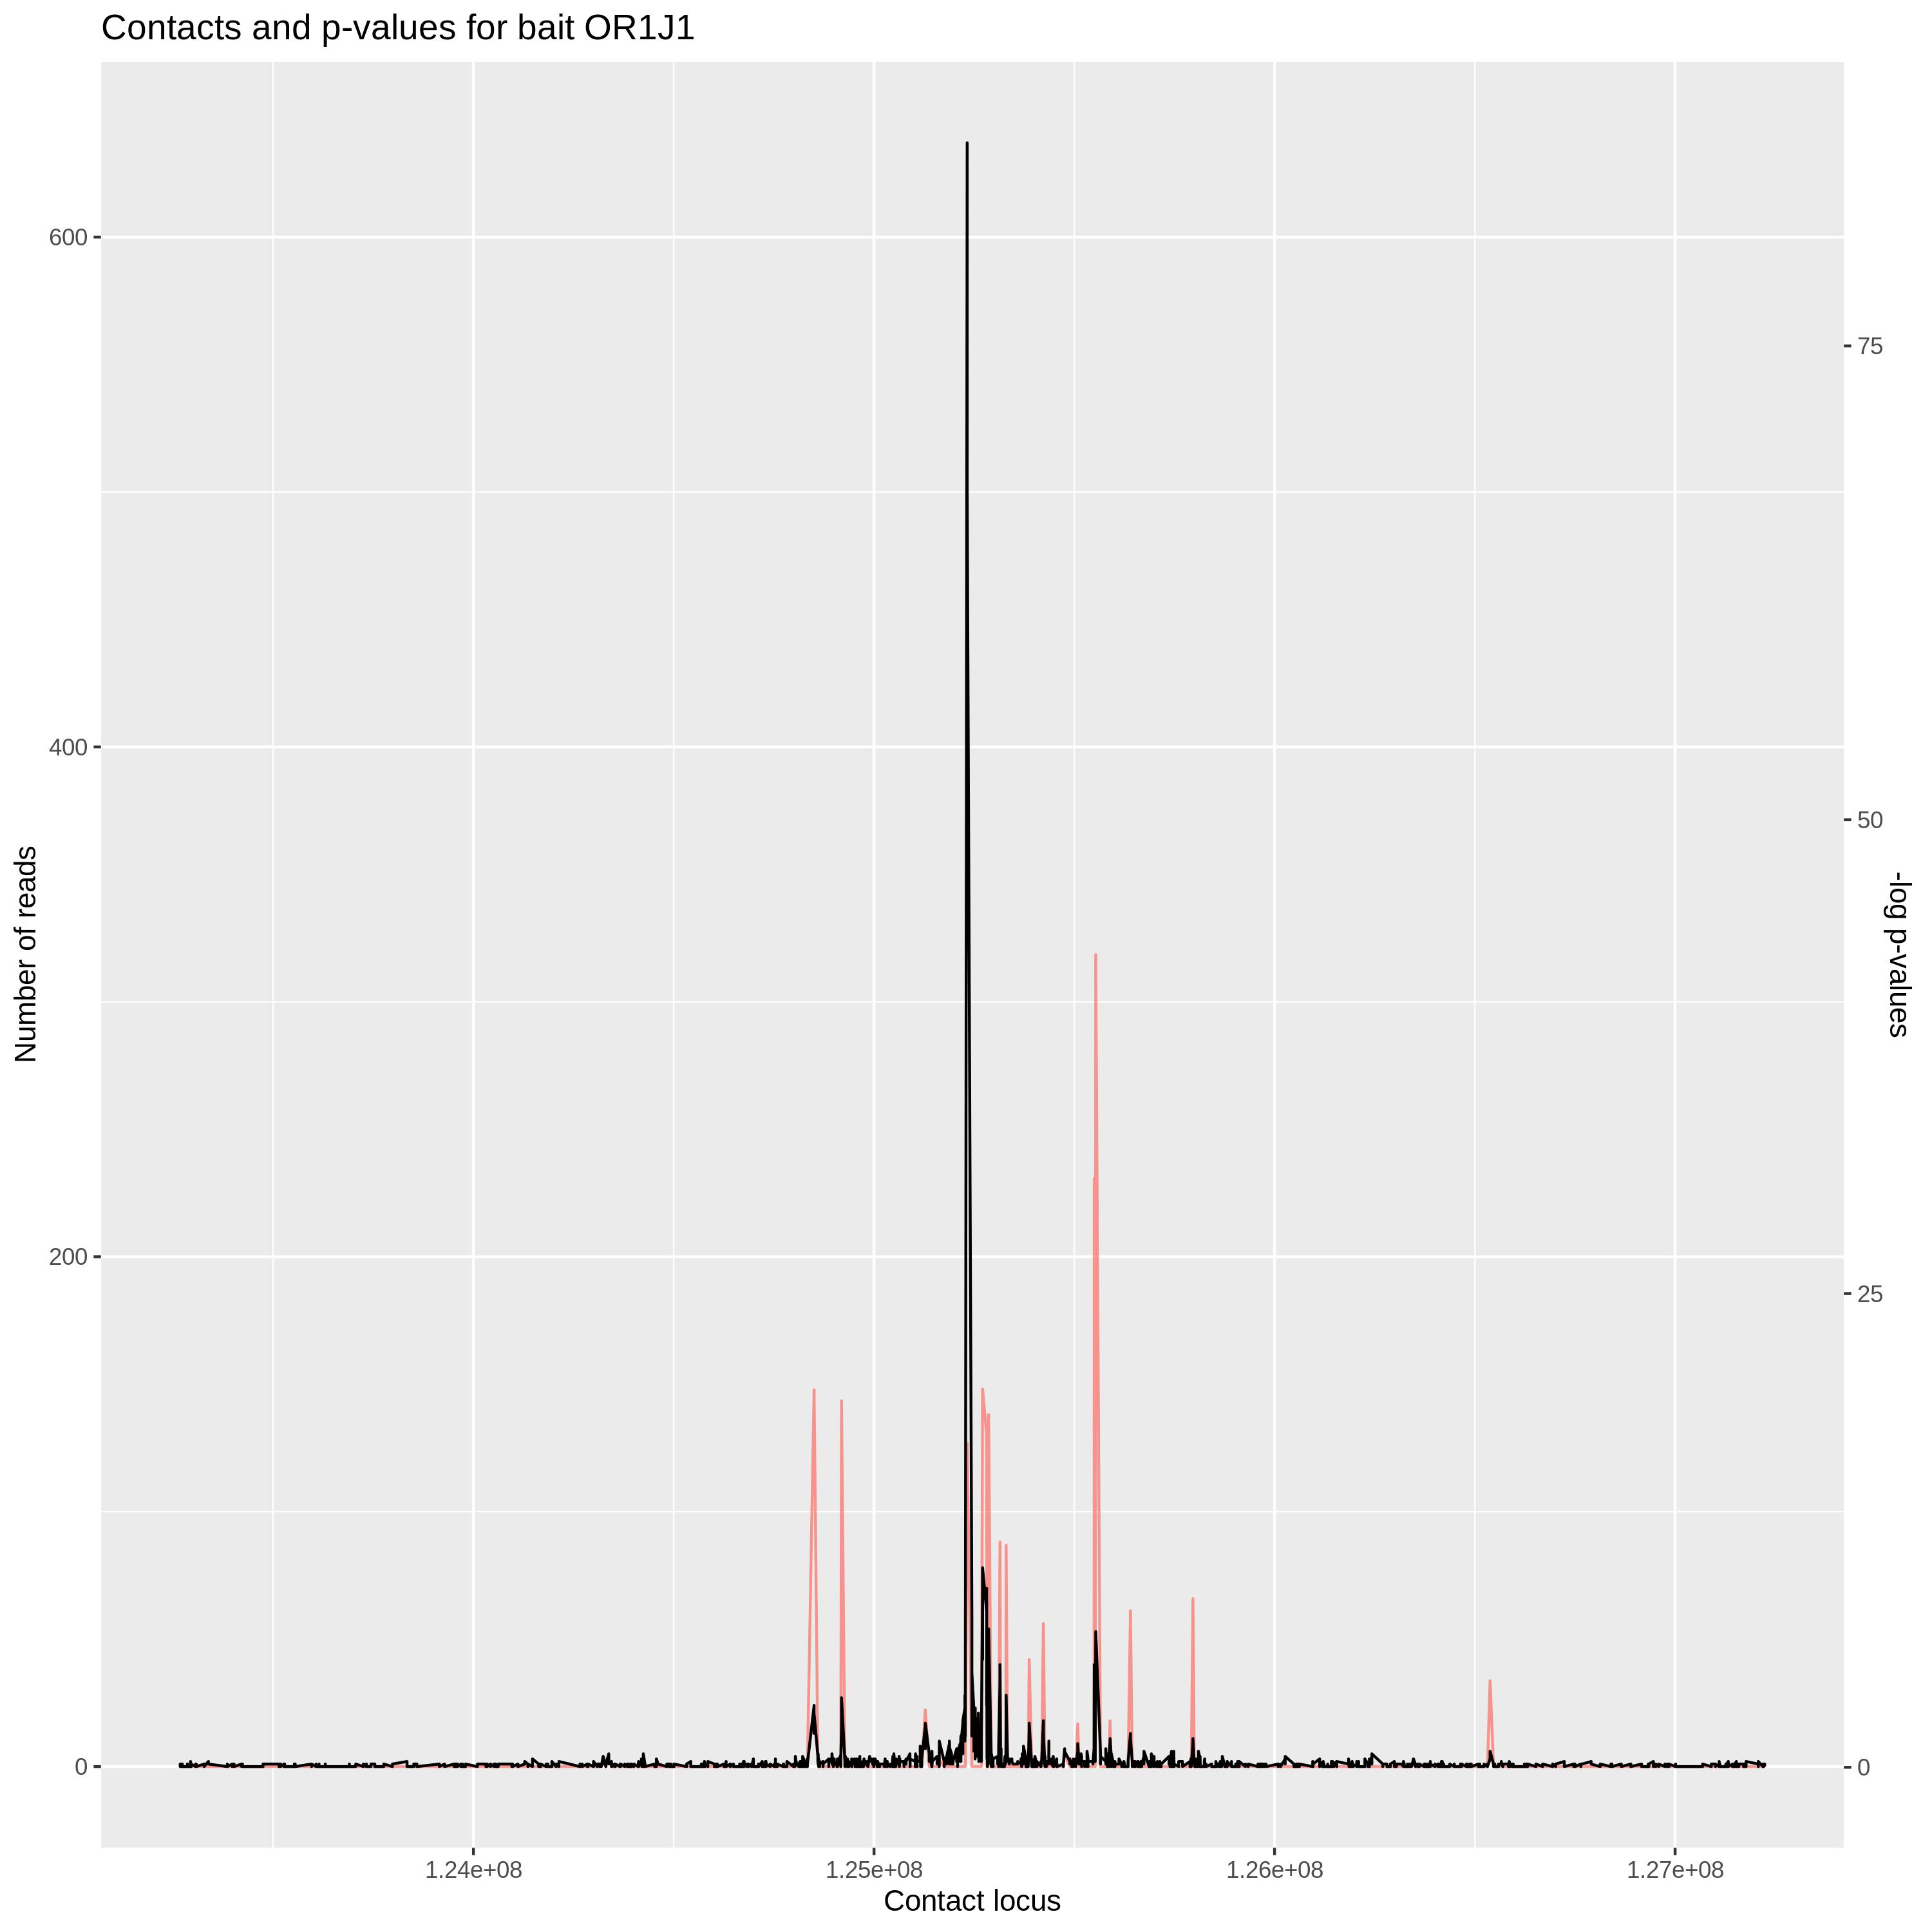 Contacts and p-values for bait OR1J1
Number of reads
600
400
200
0
75
50
25
0
-log p-values
1.24e+08
1.25e+08
1.26e+08
1.27e+08
Contact locus